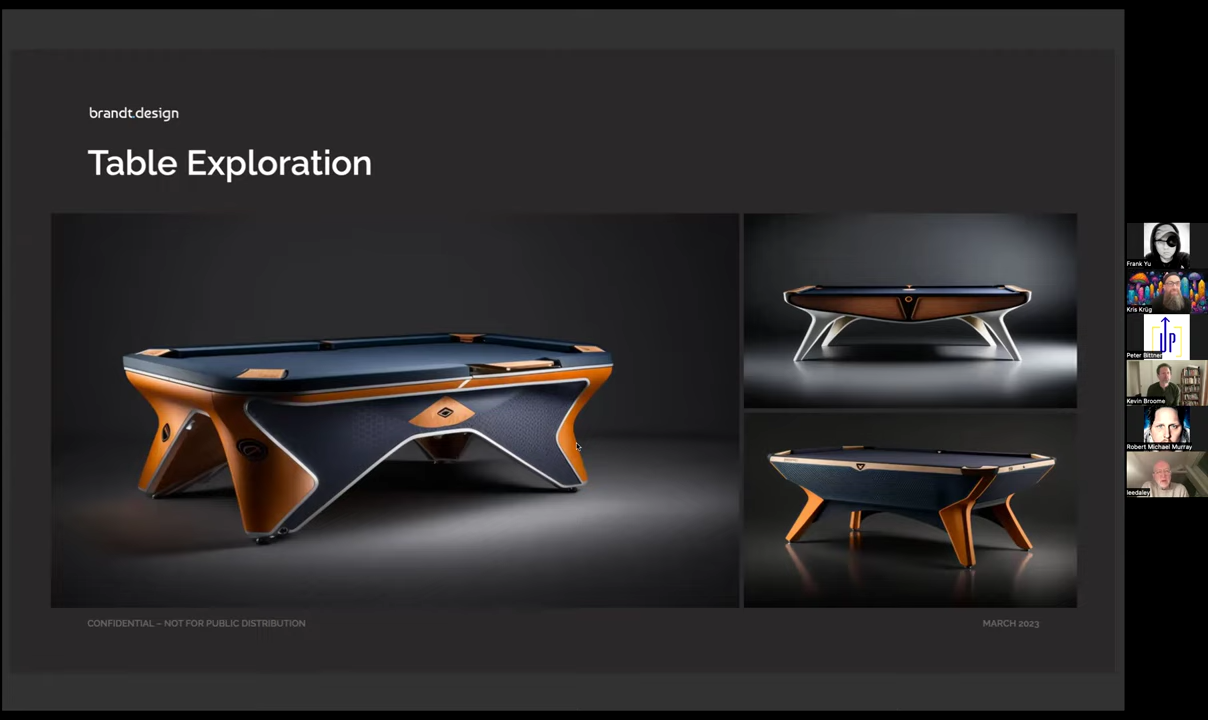 brandt.design
Table Exploration
CONFIDENTIAL – NOT FOR PUBLIC DISTRIBUTION
MARCH 2023
Frank Yu
Kris Krüg
UP
Peter Bittner
Kevin Broome
Robert Michael Murray
leedaley